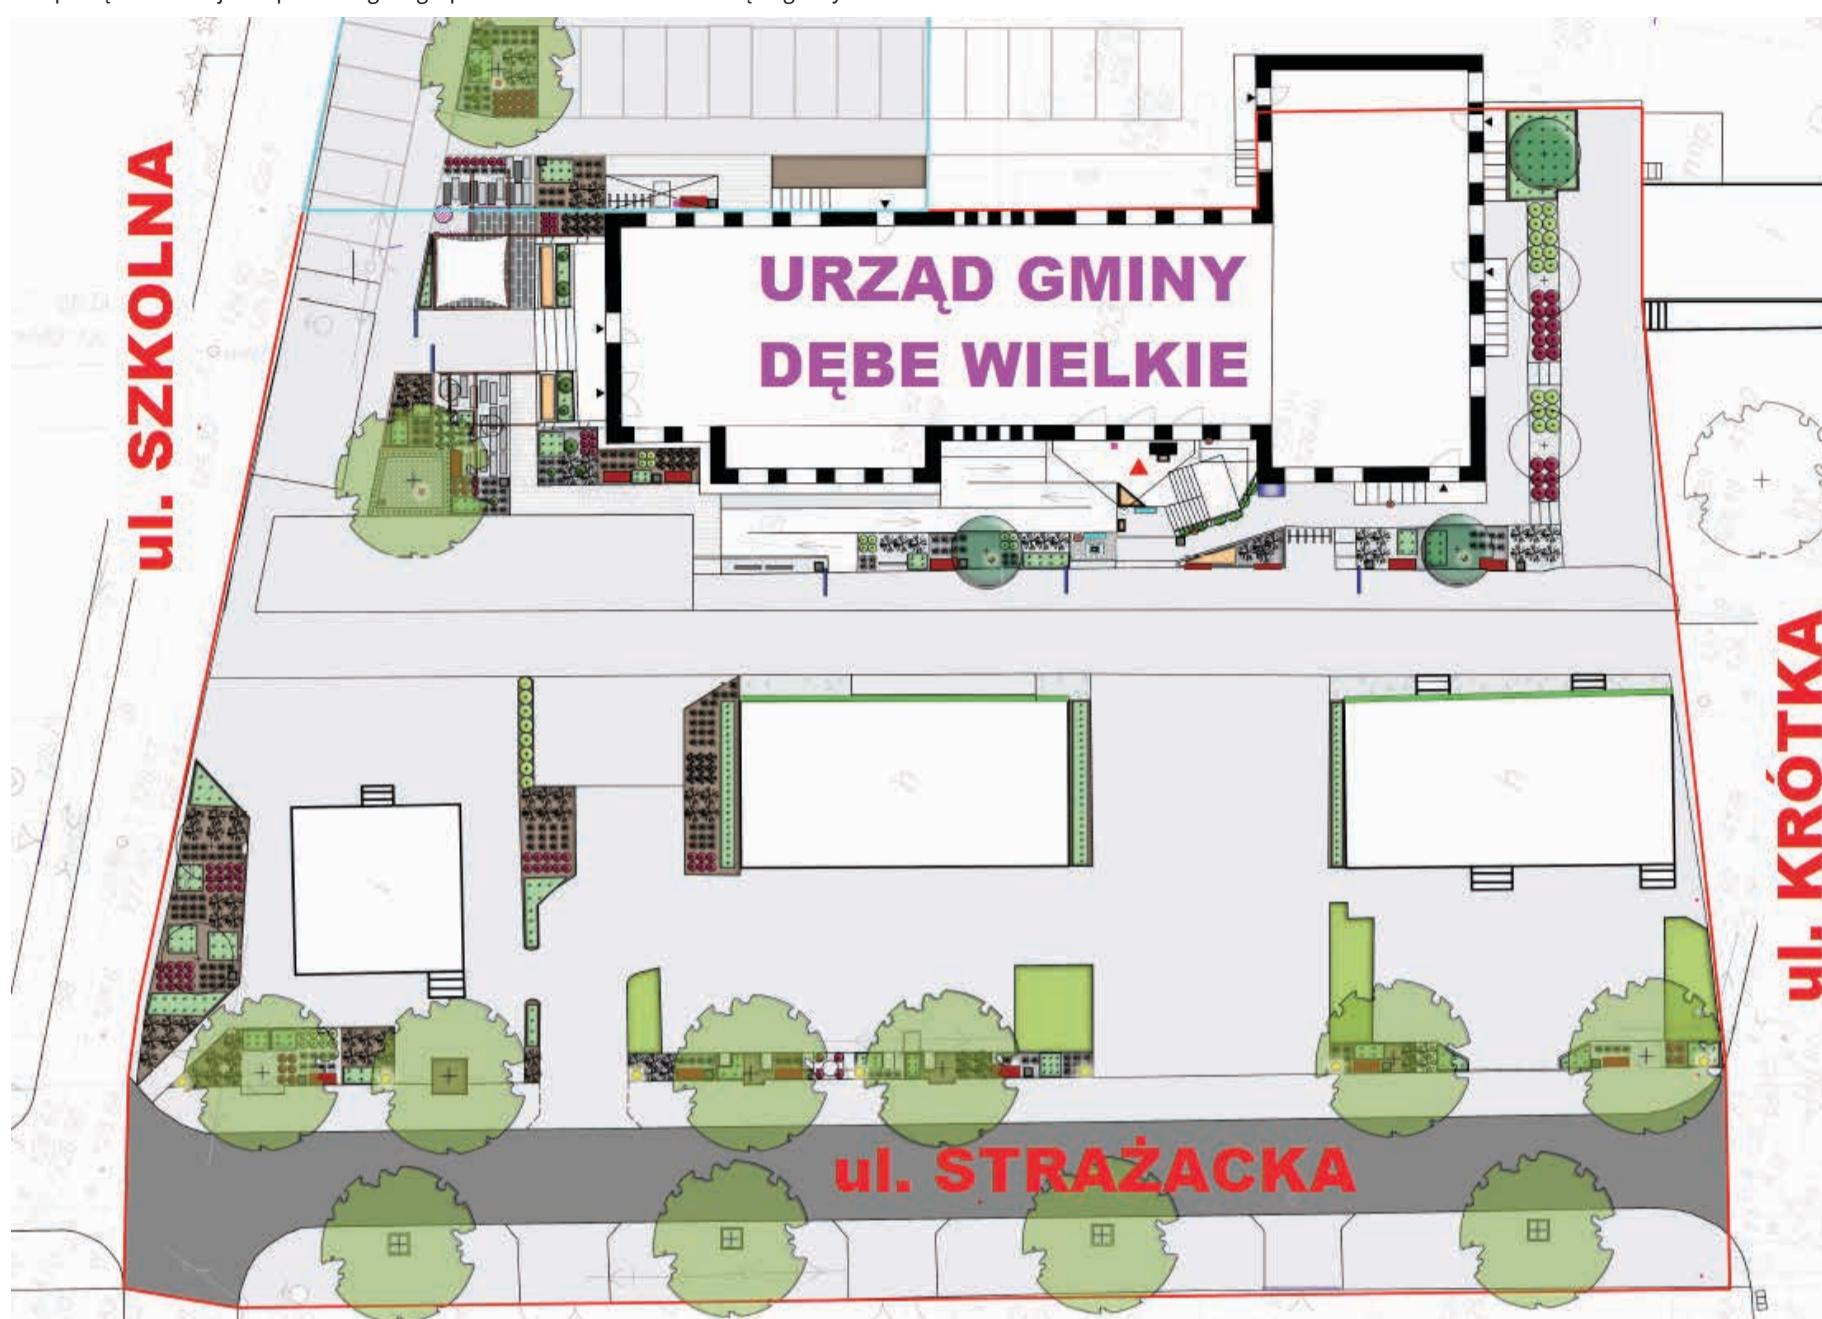 ul. SZKOLNA
URZĄD GMINY
DĘBE WIELKIE
ul. KRÓTKA
ul. STRAŻACKA